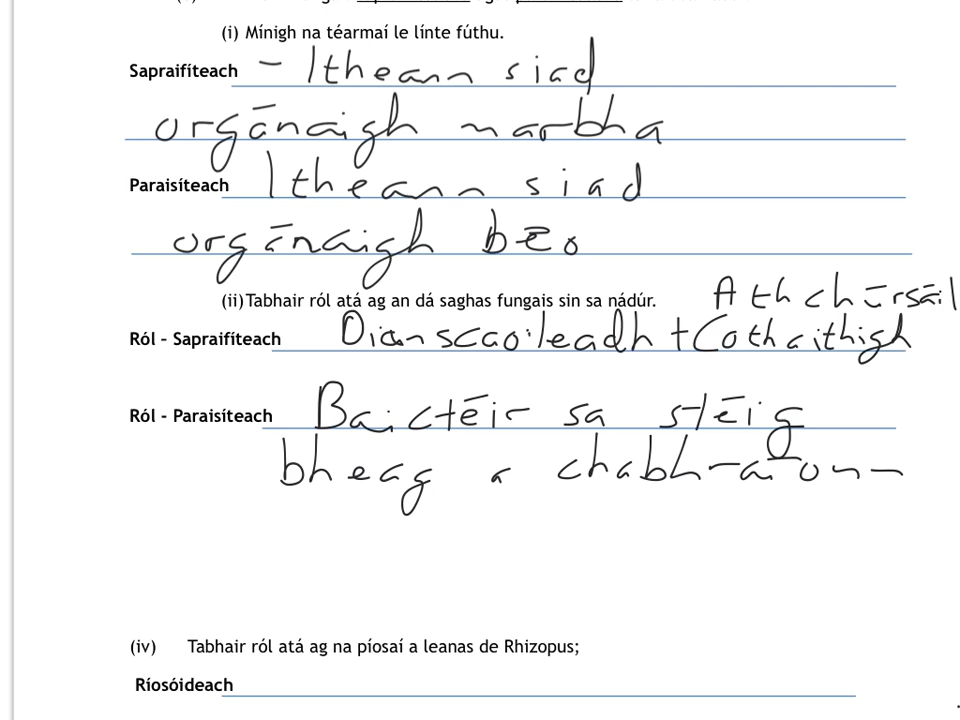 (i) Mínigh na téarmaí le línte fúthu.
Sapraifíteach – Itheann siad
orgánaigh marbha
Paraisíteach Itheann siad
orgánaigh beo
(ii) Tabhair ról atá ag an dá saghas fungais sin sa nádúr. Athchúrsáil
Ról - Sapraifíteach Dianscaoileadh + Cothaithigh
Ról - Paraisíteach Baictéir sa stéig
bheag a chabhraíonn
(iv) Tabhair ról atá ag na píosaí a leanas de Rhizopus;
Ríosóideach